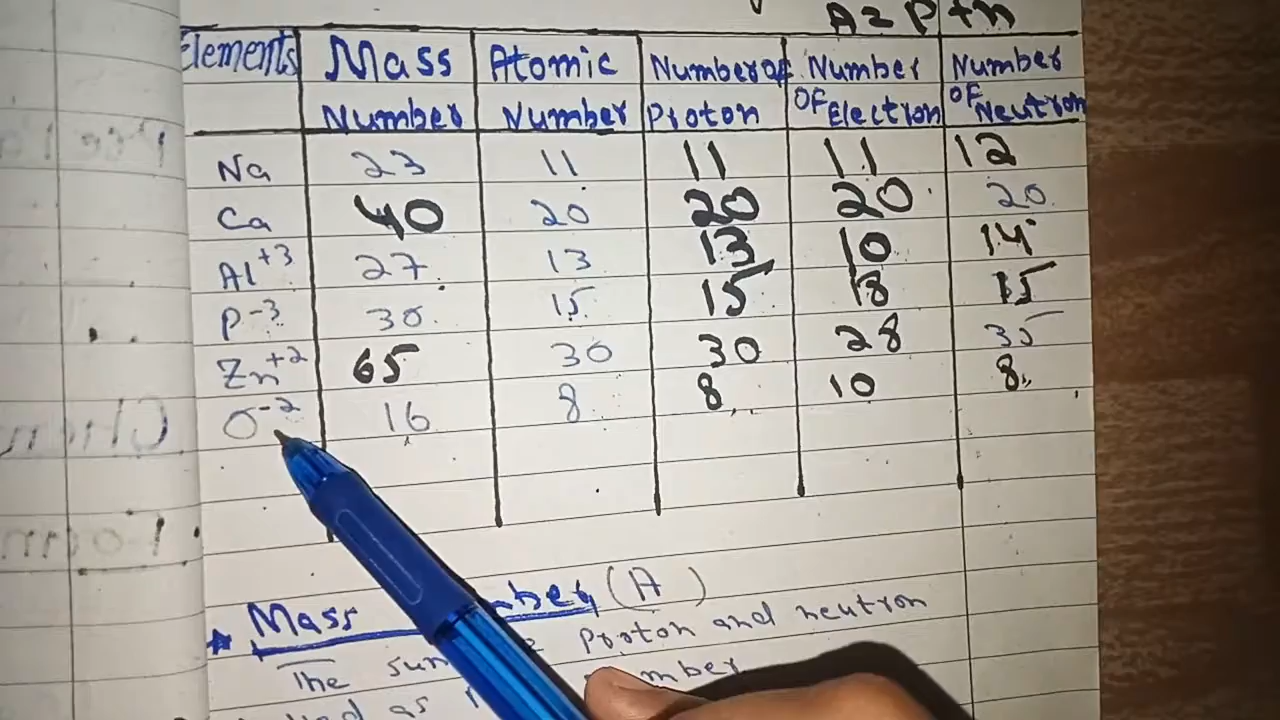 A = P + n
Elements Mass Number Atomic Number Number of Proton Number Of Electron Number Of Neutron
Na 23 11 11 11 12
Ca 40 20 20 20 20
Al+3 27 13 13 10 14
P-3 30 15 15 18 15
Zn+2 65 30 30 28 35
O-2 16 8 8 10 8
Mass (A)
The Proton and neutron
as